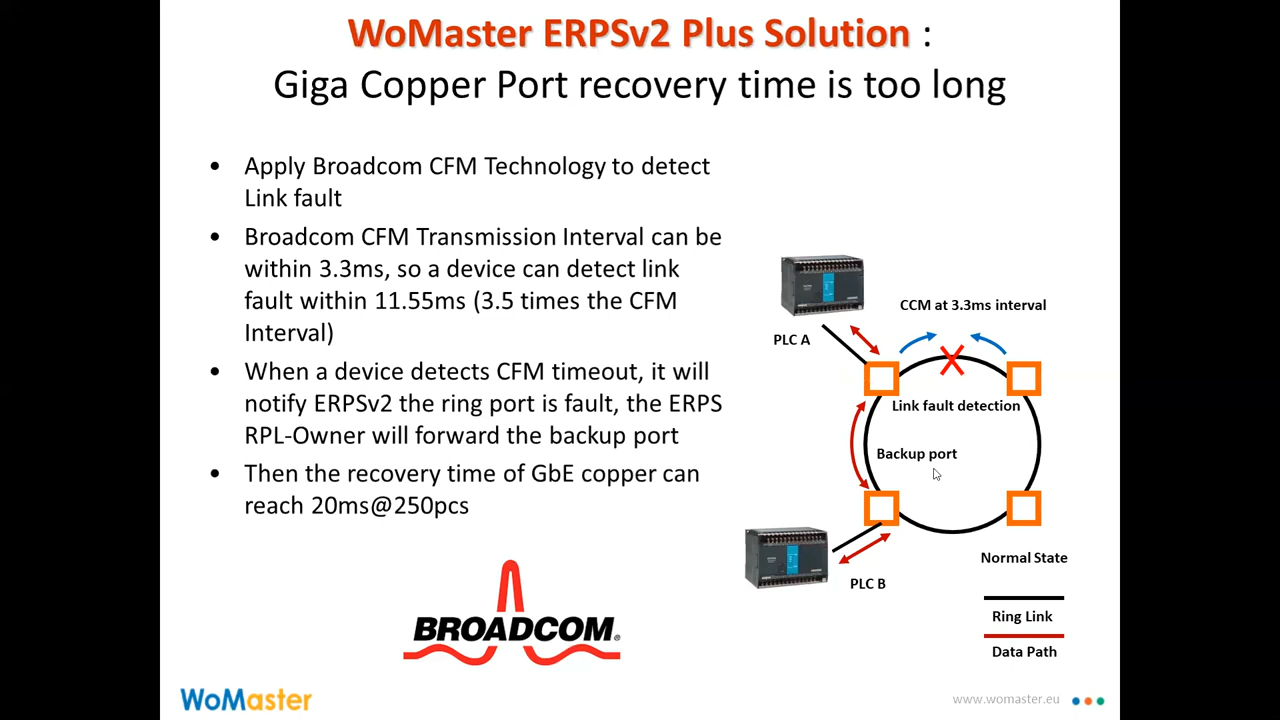 WoMaster ERPSv2 Plus Solution :
Giga Copper Port recovery time is too long
• Apply Broadcom CFM Technology to detect
Link fault
• Broadcom CFM Transmission Interval can be
within 3.3ms, so a device can detect link
fault within 11.55ms (3.5 times the CFM
Interval)
• When a device detects CFM timeout, it will
notify ERPSv2 the ring port is fault, the ERPS
RPL-Owner will forward the backup port
• Then the recovery time of GbE copper can
reach 20ms@250pcs
PLC A
CCM at 3.3ms interval
Link fault detection
Backup port
PLC B
Normal State
Ring Link
Data Path
BROADCOM®
WoMaster
www.womaster.eu